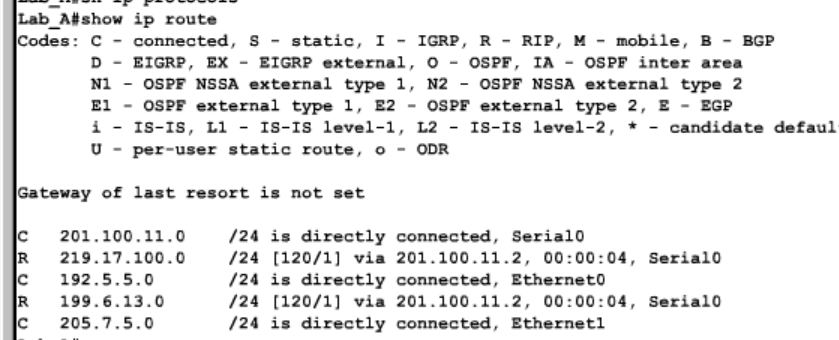 Lab_A#sh ip protocols
Lab_A#show ip route
Codes: C - connected, S - static, I - IGRP, R - RIP, M - mobile, B - BGP
D - EIGRP, EX - EIGRP external, O - OSPF, IA - OSPF inter area
N1 - OSPF NSSA external type 1, N2 - OSPF NSSA external type 2
E1 - OSPF external type 1, E2 - OSPF external type 2, E - EGP
i - IS-IS, L1 - IS-IS level-1, L2 - IS-IS level-2, * - candidate defaul
U - per-user static route, o - ODR
Gateway of last resort is not set
C 201.100.11.0 /24 is directly connected, Serial0
R 219.17.100.0 /24 [120/1] via 201.100.11.2, 00:00:04, Serial0
C 192.5.5.0 /24 is directly connected, Ethernet0
R 199.6.13.0 /24 [120/1] via 201.100.11.2, 00:00:04, Serial0
C 205.7.5.0 /24 is directly connected, Ethernet1